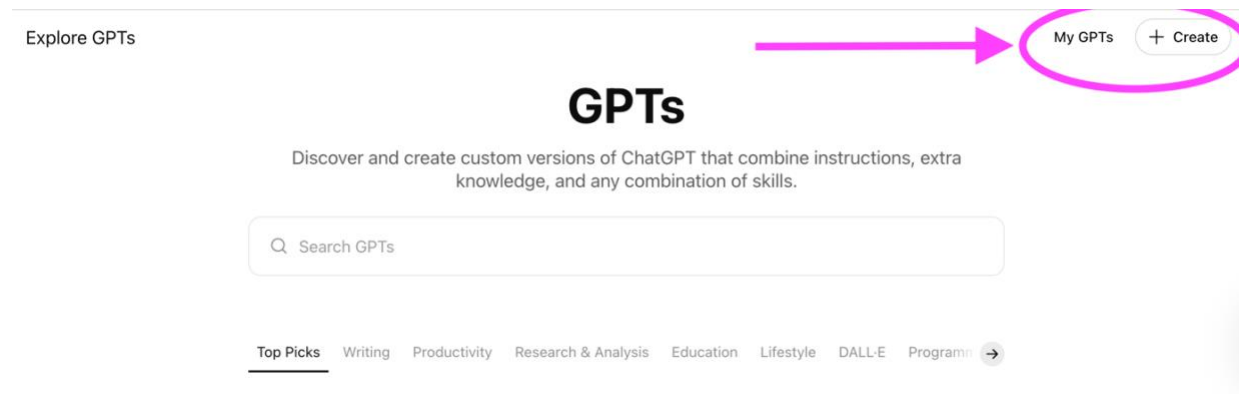 Explore GPTs
My GPTs
+ Create
GPTs
Discover and create custom versions of ChatGPT that combine instructions, extra
knowledge, and any combination of skills.
Search GPTs
Top Picks Writing Productivity Research & Analysis Education Lifestyle DALL·E Programm